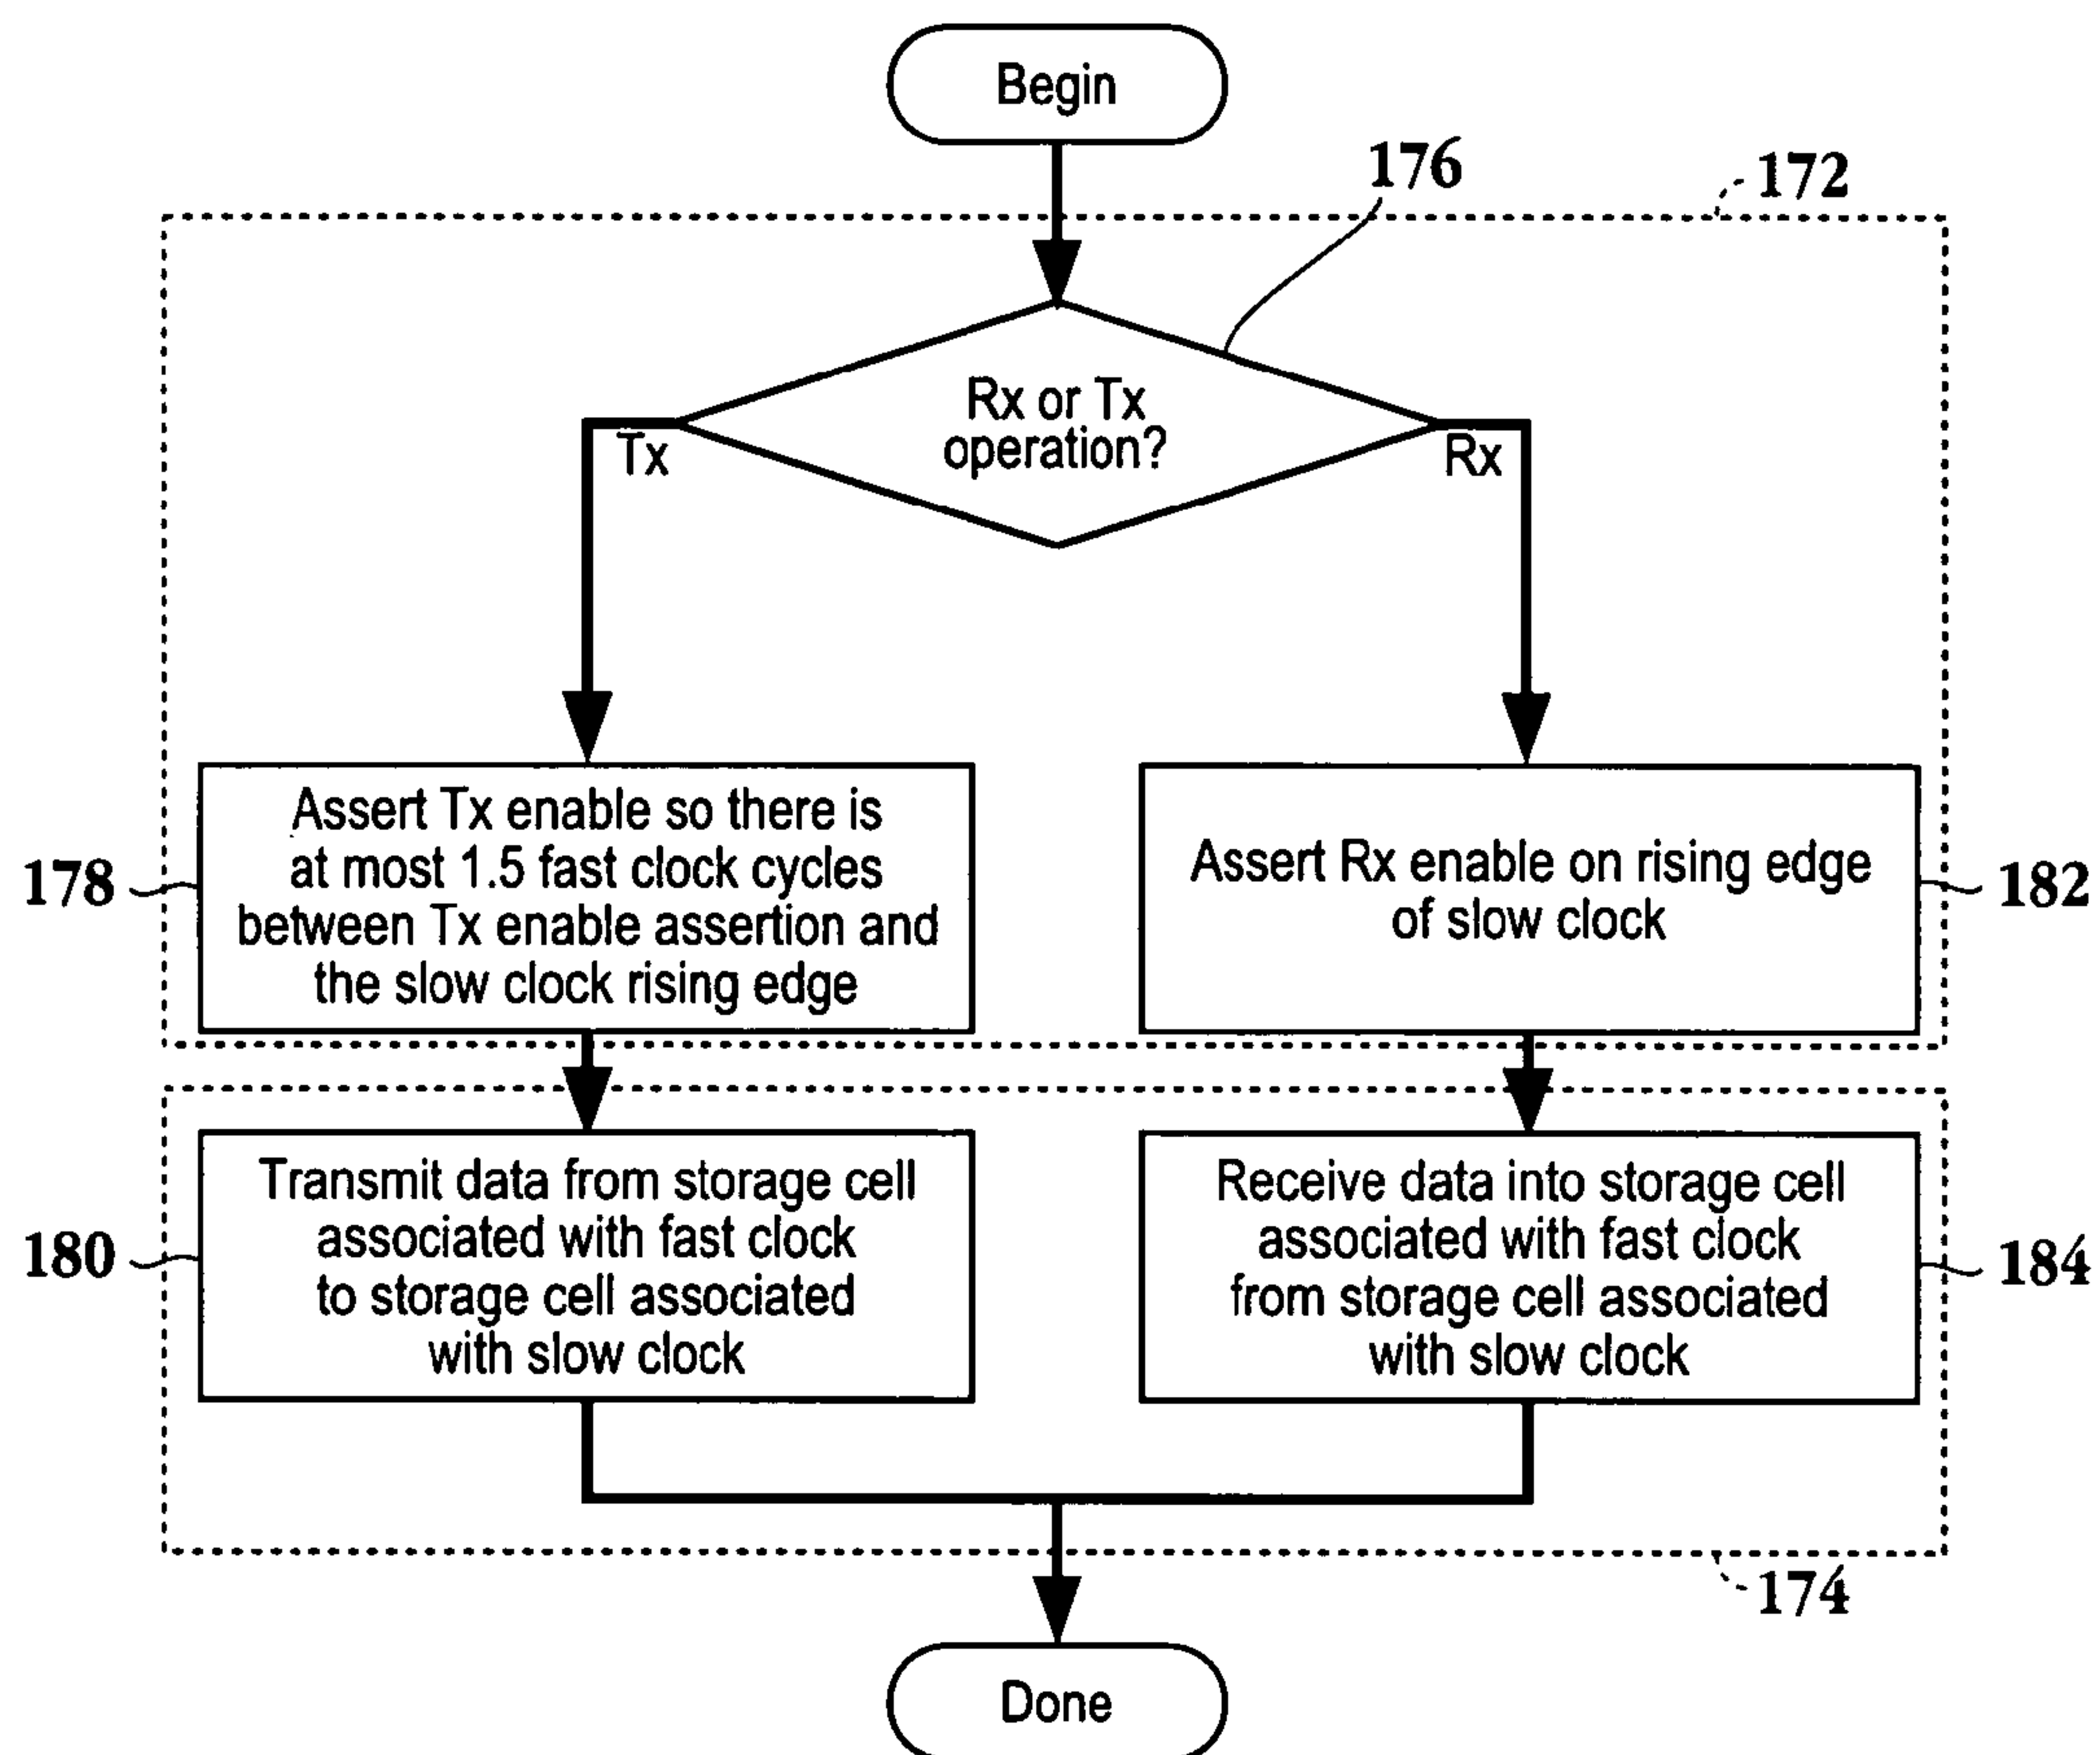 Begin
176
172
Rx or Tx
operation?
Tx
Rx
Assert Tx enable so there is
at most 1.5 fast clock cycles
between Tx enable assertion and
the slow clock rising edge
178
Assert Rx enable on rising edge
of slow clock
182
Transmit data from storage cell
associated with fast clock
to storage cell associated
with slow clock
180
Receive data into storage cell
associated with fast clock
from storage cell associated
with slow clock
184
174
Done